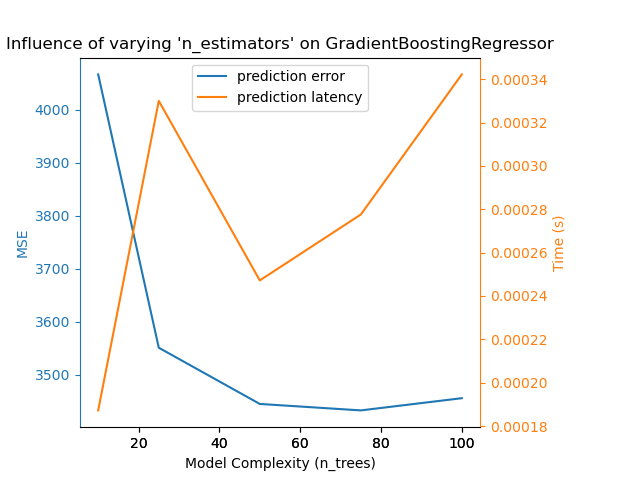 Influence of varying 'n_estimators' on GradientBoostingRegressor
prediction error
prediction latency
MSE
4000
3900
3800
3700
3600
3500
0.00034
0.00032
0.00030
0.00028
0.00026
0.00024
0.00022
0.00020
0.00018
Time (s)
20 40 60 80 100
Model Complexity (n_trees)